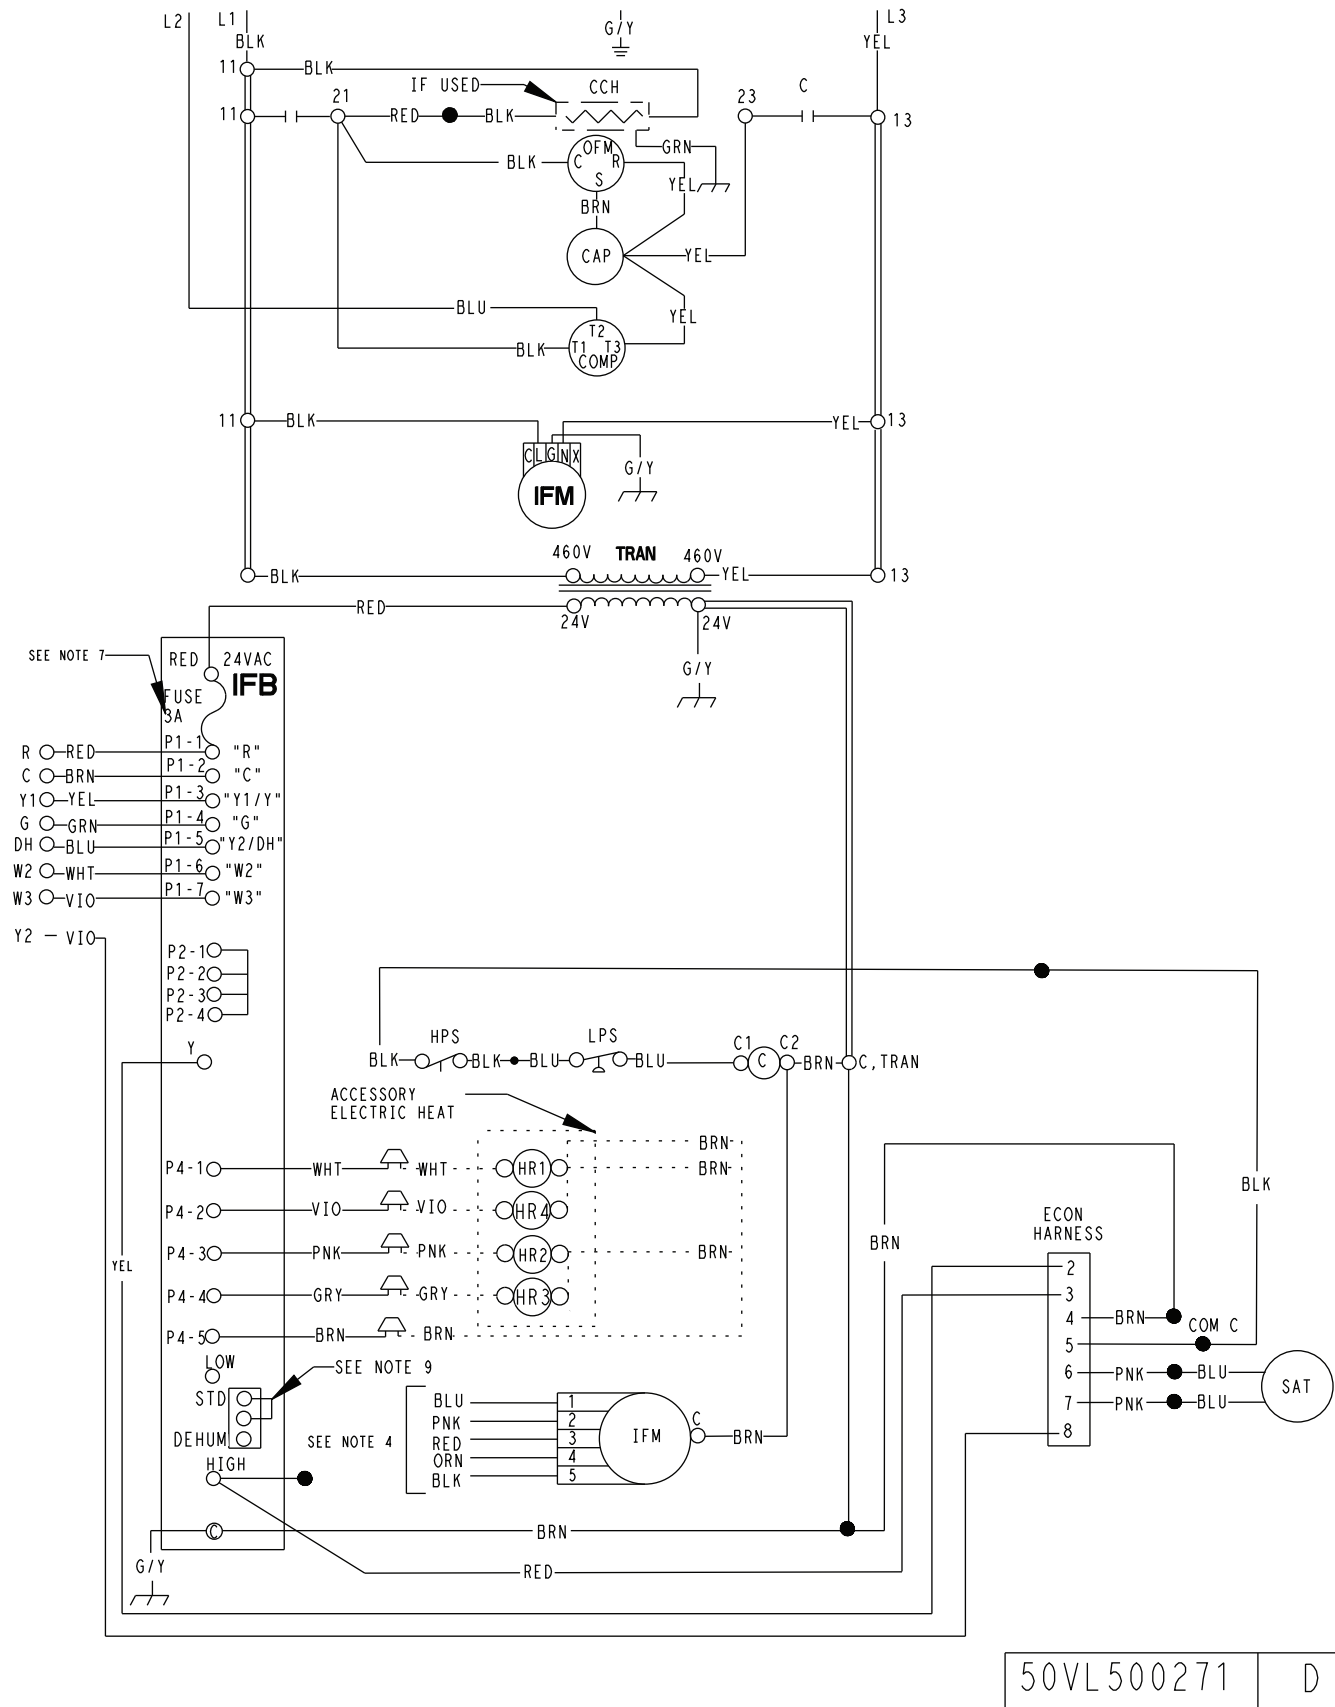 L2 L1 G/Y L3
BLK YEL
11 BLK
IF USED CCH C
21 23
11 RED BLK 13
OFM GRN
BLK C R
S YEL
BRN
CAP YEL
BLU YEL
T2
BLK T1 T3
COMP
11 BLK YEL 13
C L G N X
G/Y
IFM
460V TRAN 460V
BLK YEL 13
RED
24V 24V
SEE NOTE 7 RED 24VAC G/Y
IFB
FUSE
3A
R RED P1-1 "R"
C BRN P1-2 "C"
Y1 YEL P1-3 "Y1/Y"
G GRN P1-4 "G"
DH BLU P1-5 "Y2/DH"
W2 WHT P1-6 "W2"
W3 VIO P1-7 "W3"
Y2 – VIO
P2-1
P2-2
P2-3
P2-4
HPS LPS C1 C2
Y BLK BLK BLU BLU C BRN C,TRAN
ACCESSORY
ELECTRIC HEAT
BRN
P4-1 WHT WHT HR1 BRN
BLK
P4-2 VIO VIO HR4
ECON
HARNESS
BRN
P4-3 PNK PNK HR2 BRN
YEL 2
P4-4 GRY GRY HR3 3
4 BRN
COM C
P4-5 BRN BRN 5
LOW SEE NOTE 9
6 PNK BLU SAT
STD
7 PNK BLU
BLU 1
PNK 2 C
DEHUM SEE NOTE 4 RED 3 IFM BRN 8
ORN 4
HIGH BLK 5
C BRN
G/Y RED
50VL500271 D